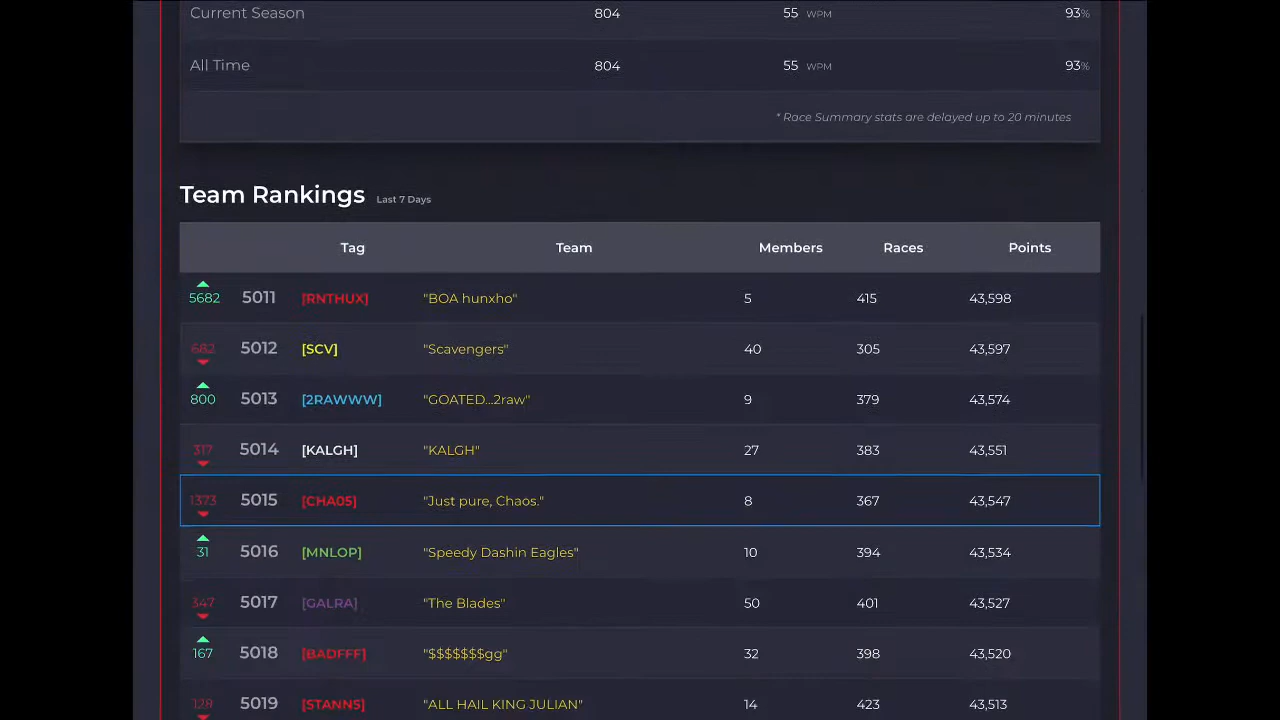 Current Season 804 55 WPM 93%
All Time 804 55 WPM 93%
* Race Summary stats are delayed up to 20 minutes
Team Rankings Last 7 Days
Tag Team Members Races Points
5682 5011 [RNTHUX] "BOA hunxho" 5 415 43,598
682 5012 [SCV] "Scavengers" 40 305 43,597
800 5013 [2RAWWW] "GOATED...2raw" 9 379 43,574
317 5014 [KALGH] "KALGH" 27 383 43,551
1373 5015 [CHA05] "Just pure, Chaos." 8 367 43,547
31 5016 [MNLOP] "Speedy Dashin Eagles" 10 394 43,534
347 5017 [GALRA] "The Blades" 50 401 43,527
167 5018 [BADFFF] "$$$$$$$gg" 32 398 43,520
128 5019 [STANN5] "ALL HAIL KING JULIAN" 14 423 43,513